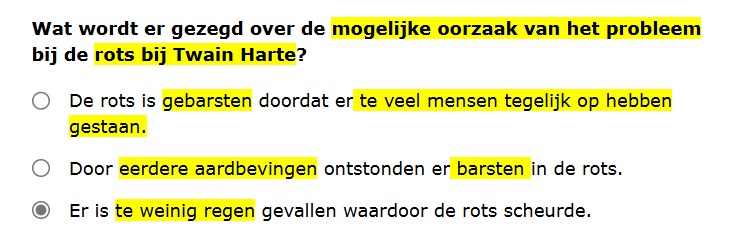 Wat wordt er gezegd over de mogelijke oorzaak van het probleem
bij de rots bij Twain Harte?
De rots is gebarsten doordat er te veel mensen tegelijk op hebben
gestaan.
Door eerdere aardbevingen ontstonden er barsten in de rots.
Er is te weinig regen gevallen waardoor de rots scheurde.